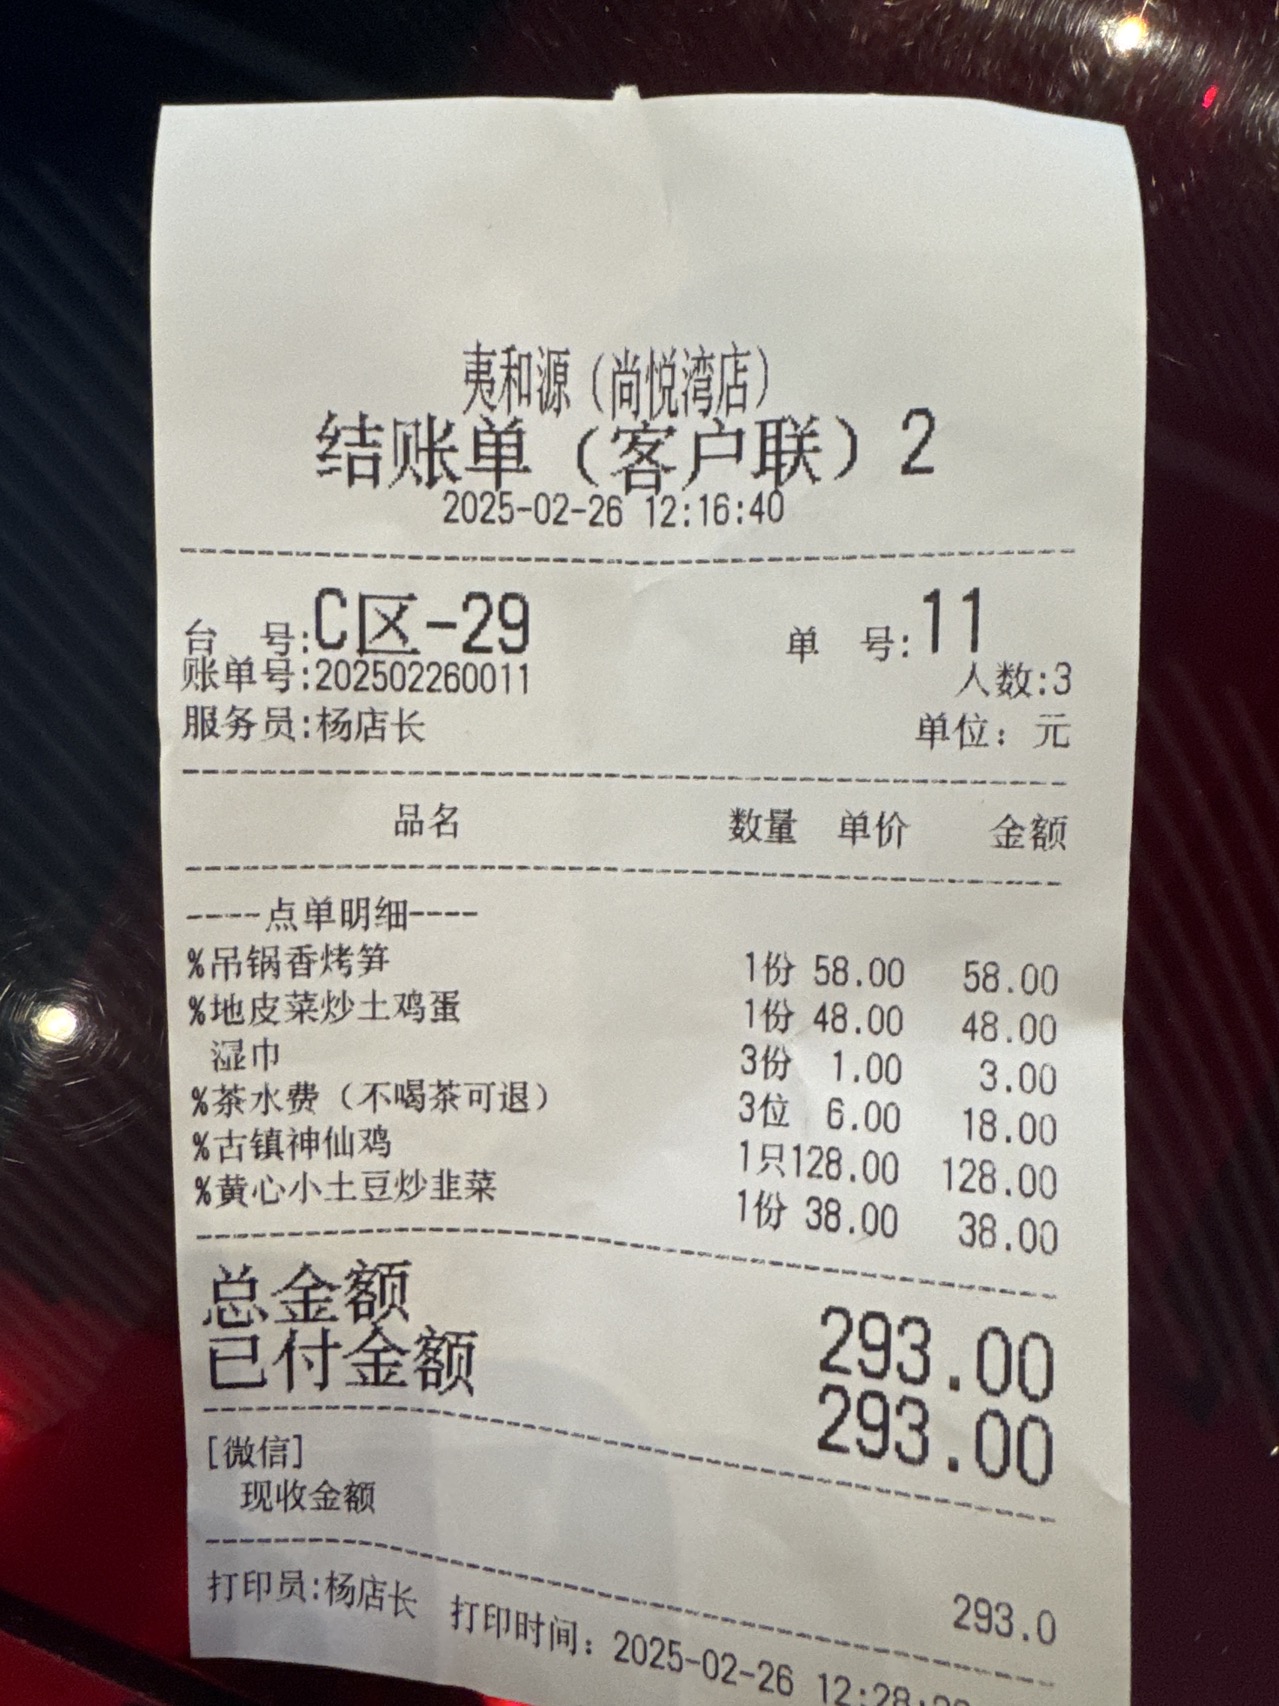 夷和源（尚悦湾店）
结账单（客户联）2
2025-02-26 12:16:40
台 号:C区-29 单 号:11
账单号:202502260011 人数:3
服务员:杨店长 单位：元
品名 数量 单价 金额
----点单明细----
%吊锅香烤笋 1份 58.00 58.00
%地皮菜炒土鸡蛋 1份 48.00 48.00
湿巾 3份 1.00 3.00
%茶水费（不喝茶可退） 3位 6.00 18.00
%古镇神仙鸡 1只128.00 128.00
%黄心小土豆炒韭菜 1份 38.00 38.00
总金额 293.00
已付金额 293.00
[微信]
现收金额 293.0
打印员:杨店长 打印时间：2025-02-26